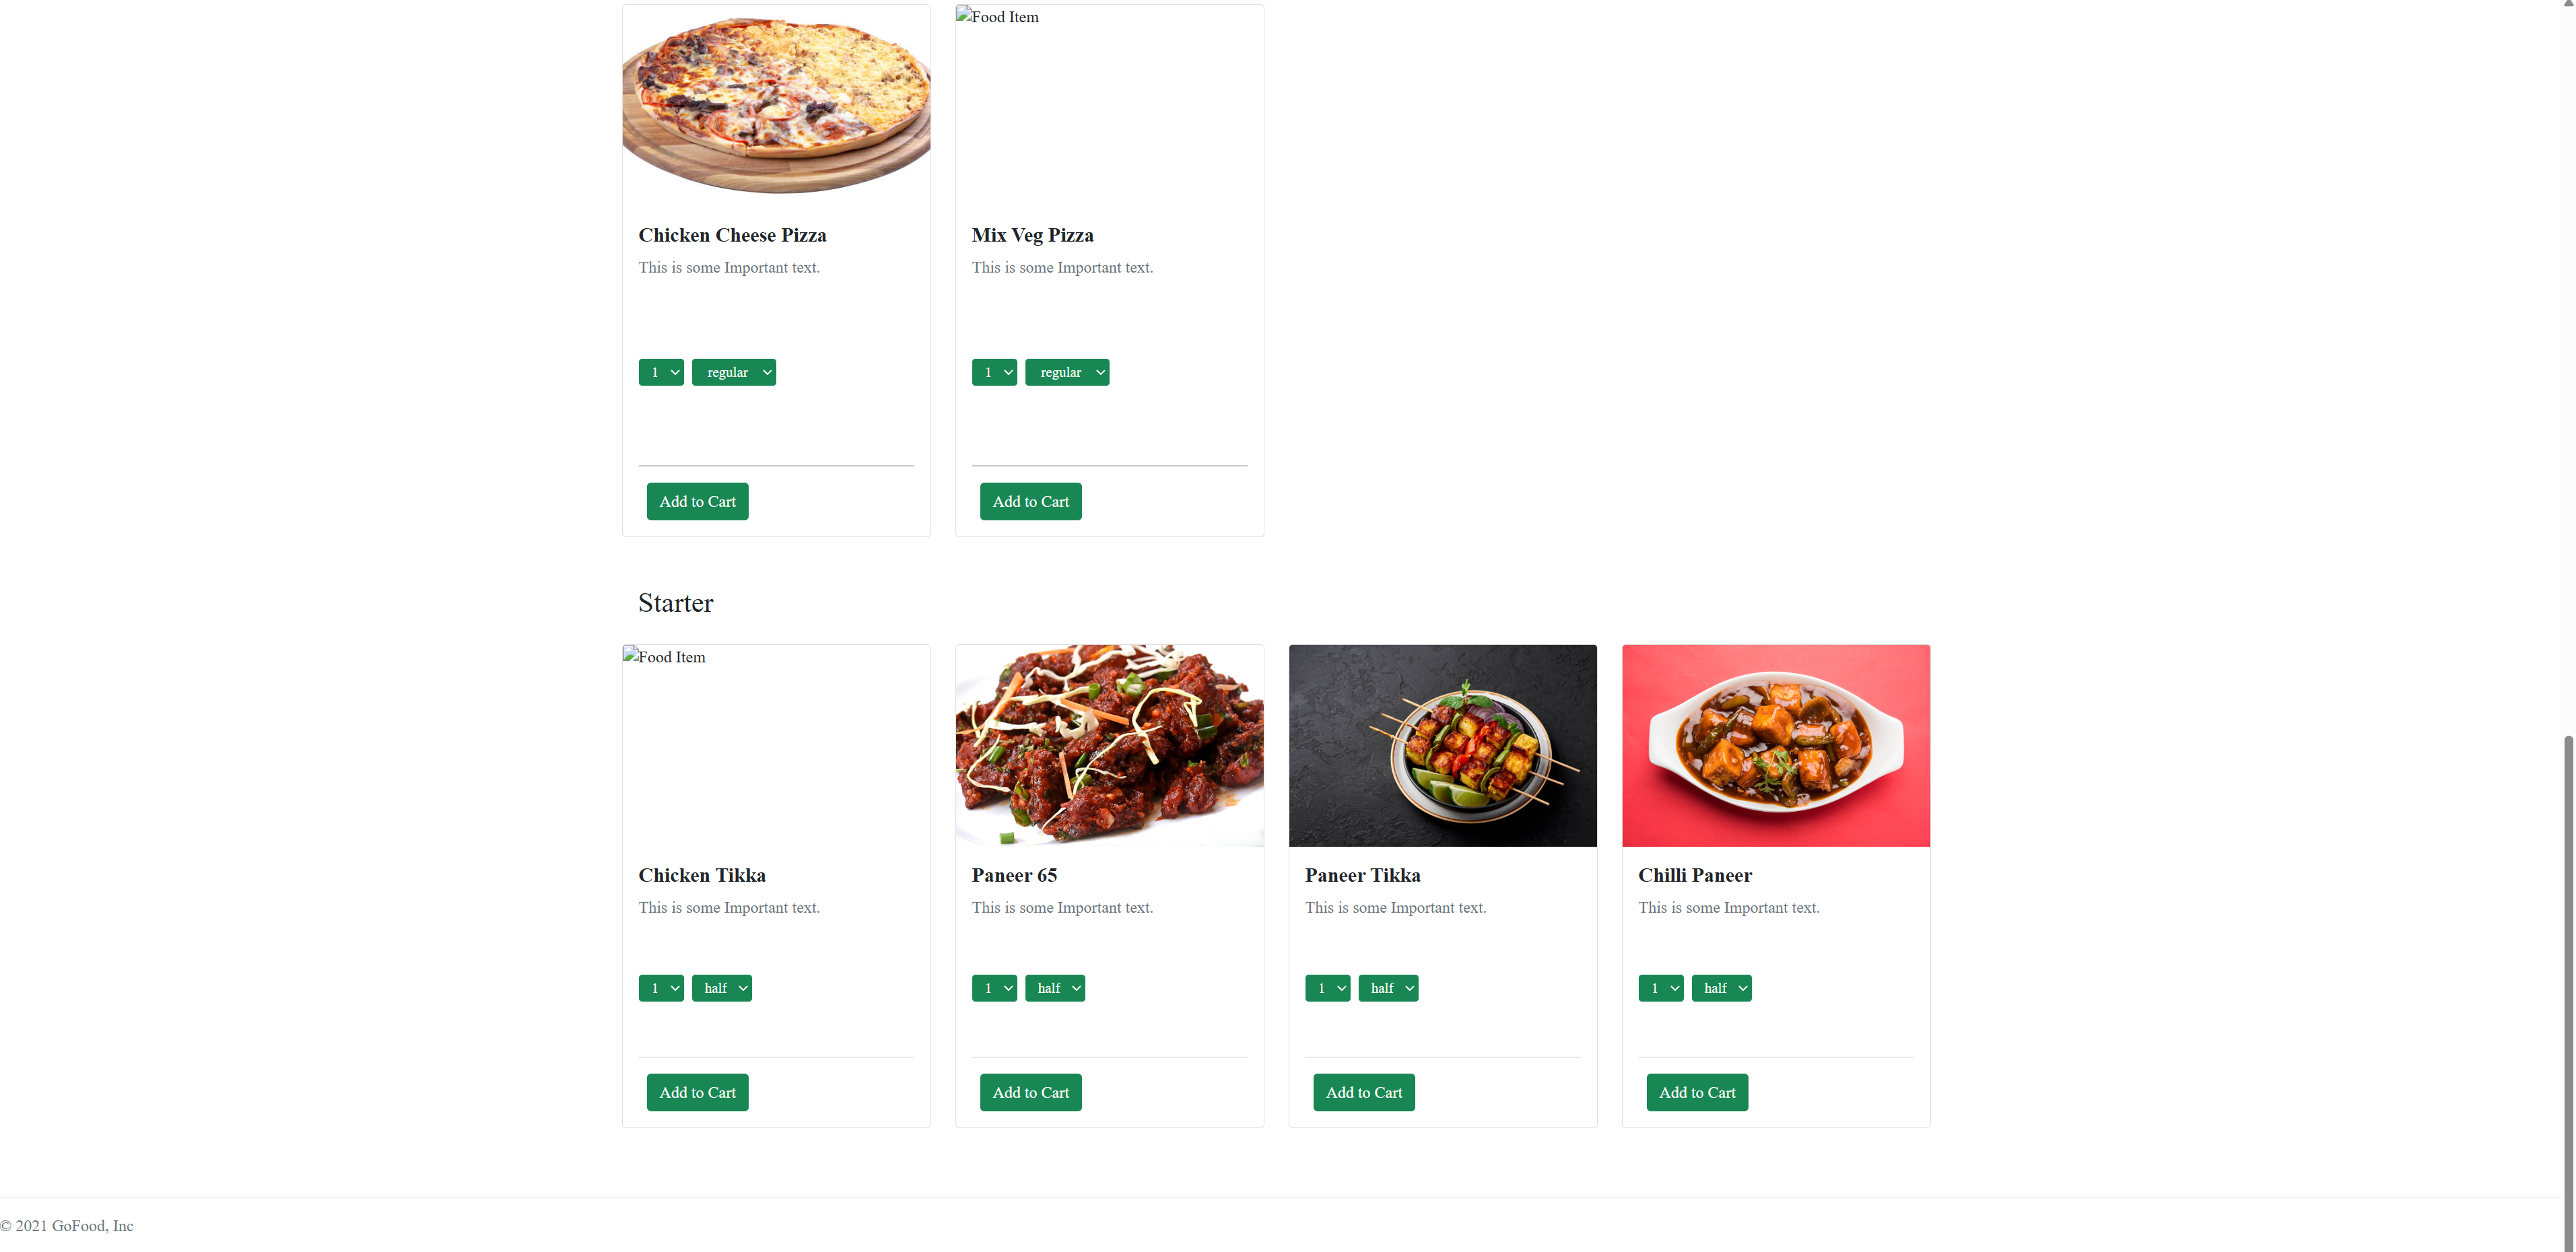 Food Item
Chicken Cheese Pizza
This is some Important text.
1 regular
Add to Cart
Mix Veg Pizza
This is some Important text.
1 regular
Add to Cart
Starter
Food Item
Chicken Tikka
This is some Important text.
1 half
Add to Cart
Paneer 65
This is some Important text.
1 half
Add to Cart
Paneer Tikka
This is some Important text.
1 half
Add to Cart
Chilli Paneer
This is some Important text.
1 half
Add to Cart
© 2021 GoFood, Inc